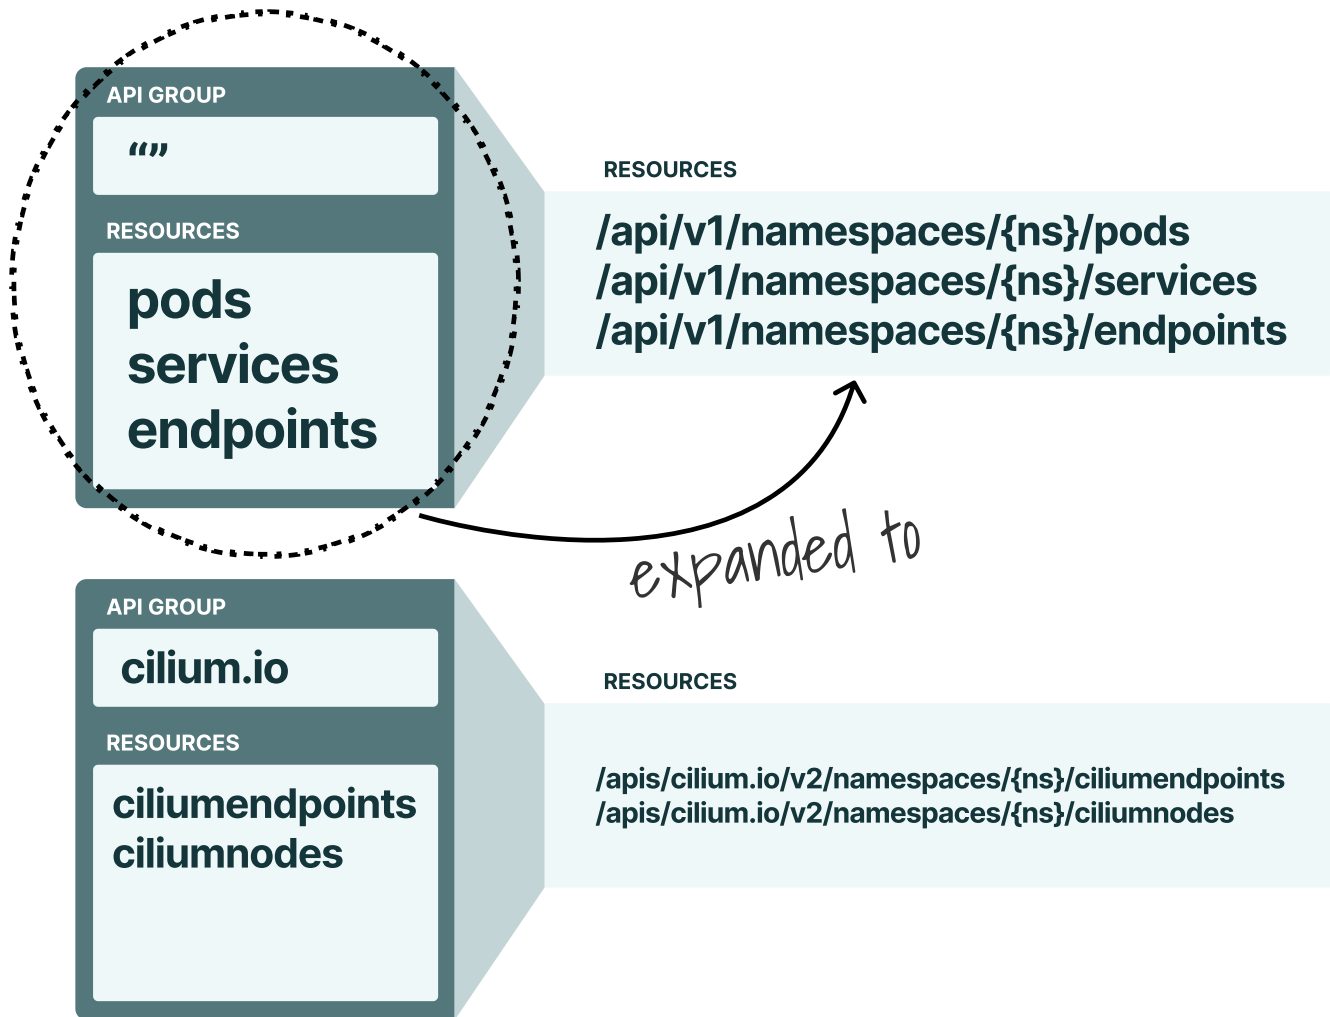 API GROUP
“”
RESOURCES
pods
services
endpoints
RESOURCES
/api/v1/namespaces/{ns}/pods
/api/v1/namespaces/{ns}/services
/api/v1/namespaces/{ns}/endpoints
expanded to
API GROUP
cilium.io
RESOURCES
ciliumendpoints
ciliumnodes
RESOURCES
/apis/cilium.io/v2/namespaces/{ns}/ciliumendpoints
/apis/cilium.io/v2/namespaces/{ns}/ciliumnodes